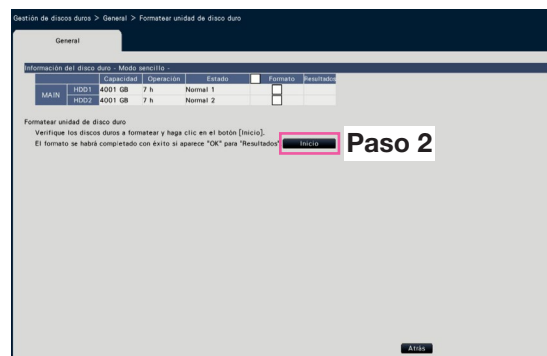 Gestión de discos duros > General > Formatear unidad de disco duro
General
Información del disco duro - Modo sencillo -
Capacidad Operación Estado Formato Resultados
MAIN HDD1 4001 GB 7 h Normal 1
HDD2 4001 GB 7 h Normal 2
Formatear unidad de disco duro
Verifique los discos duros a formatear y haga clic en el botón [Inicio].
El formato se habrá completado con éxito si aparece "OK" para "Resultados". Inicio Paso 2
Atrás